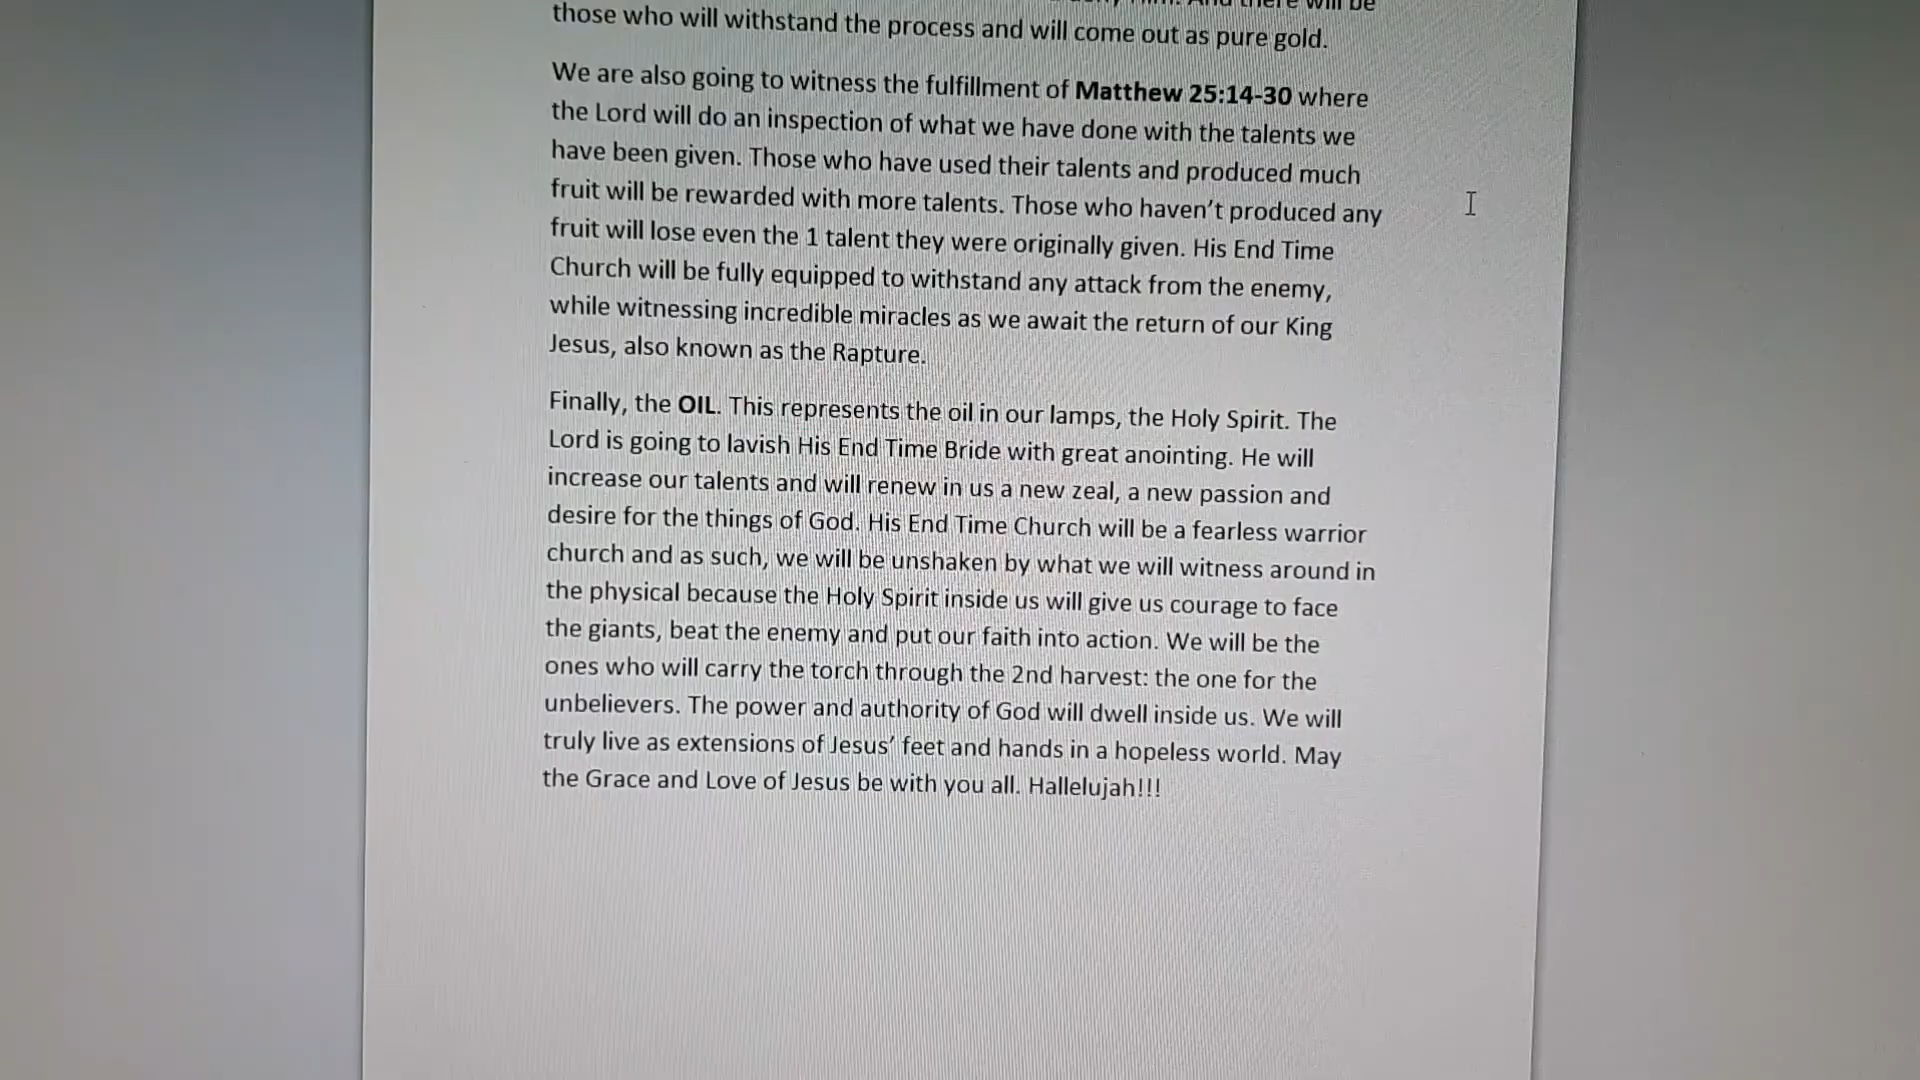 there will be
those who will withstand the process and will come out as pure gold.
We are also going to witness the fulfillment of Matthew 25:14-30 where
the Lord will do an inspection of what we have done with the talents we
have been given. Those who have used their talents and produced much
fruit will be rewarded with more talents. Those who haven't produced any
fruit will lose even the 1 talent they were originally given. His End Time
Church will be fully equipped to withstand any attack from the enemy,
while witnessing incredible miracles as we await the return of our King
Jesus, also known as the Rapture.
Finally, the OIL. This represents the oil in our lamps, the Holy Spirit. The
Lord is going to lavish His End Time Bride with great anointing. He will
increase our talents and will renew in us a new zeal, a new passion and
desire for the things of God. His End Time Church will be a fearless warrior
church and as such, we will be unshaken by what we will witness around in
the physical because the Holy Spirit inside us will give us courage to face
the giants, beat the enemy and put our faith into action. We will be the
ones who will carry the torch through the 2nd harvest: the one for the
unbelievers. The power and authority of God will dwell inside us. We will
truly live as extensions of Jesus' feet and hands in a hopeless world. May
the Grace and Love of Jesus be with you all. Hallelujah!!!